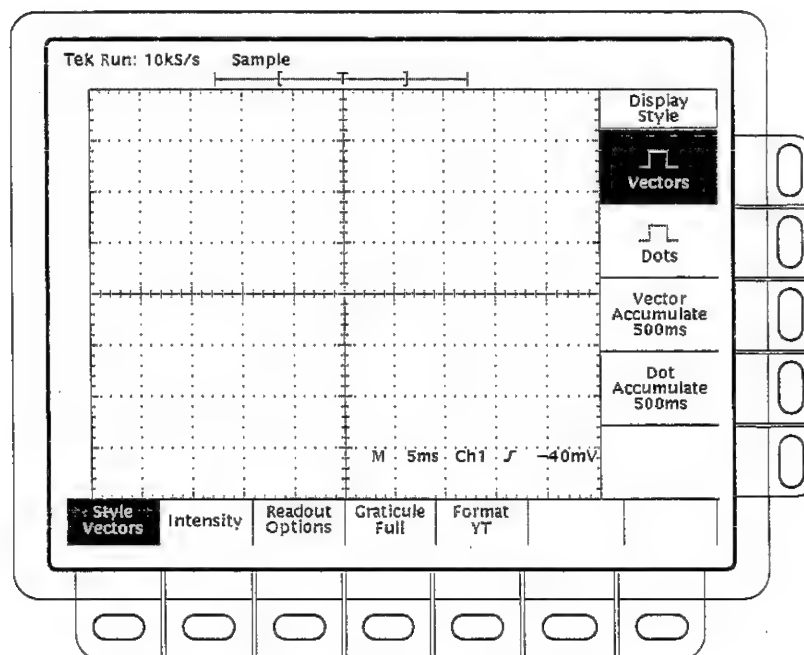 Tek Run: 10kS/s Sample
Display
Style
Vectors
Dots
Vector
Accumulate
500ms
Dot
Accumulate
500ms
M 5ms Ch1 -40mV
Style
Vectors
Intensity
Readout
Options
Graticule
Full
Format
YT